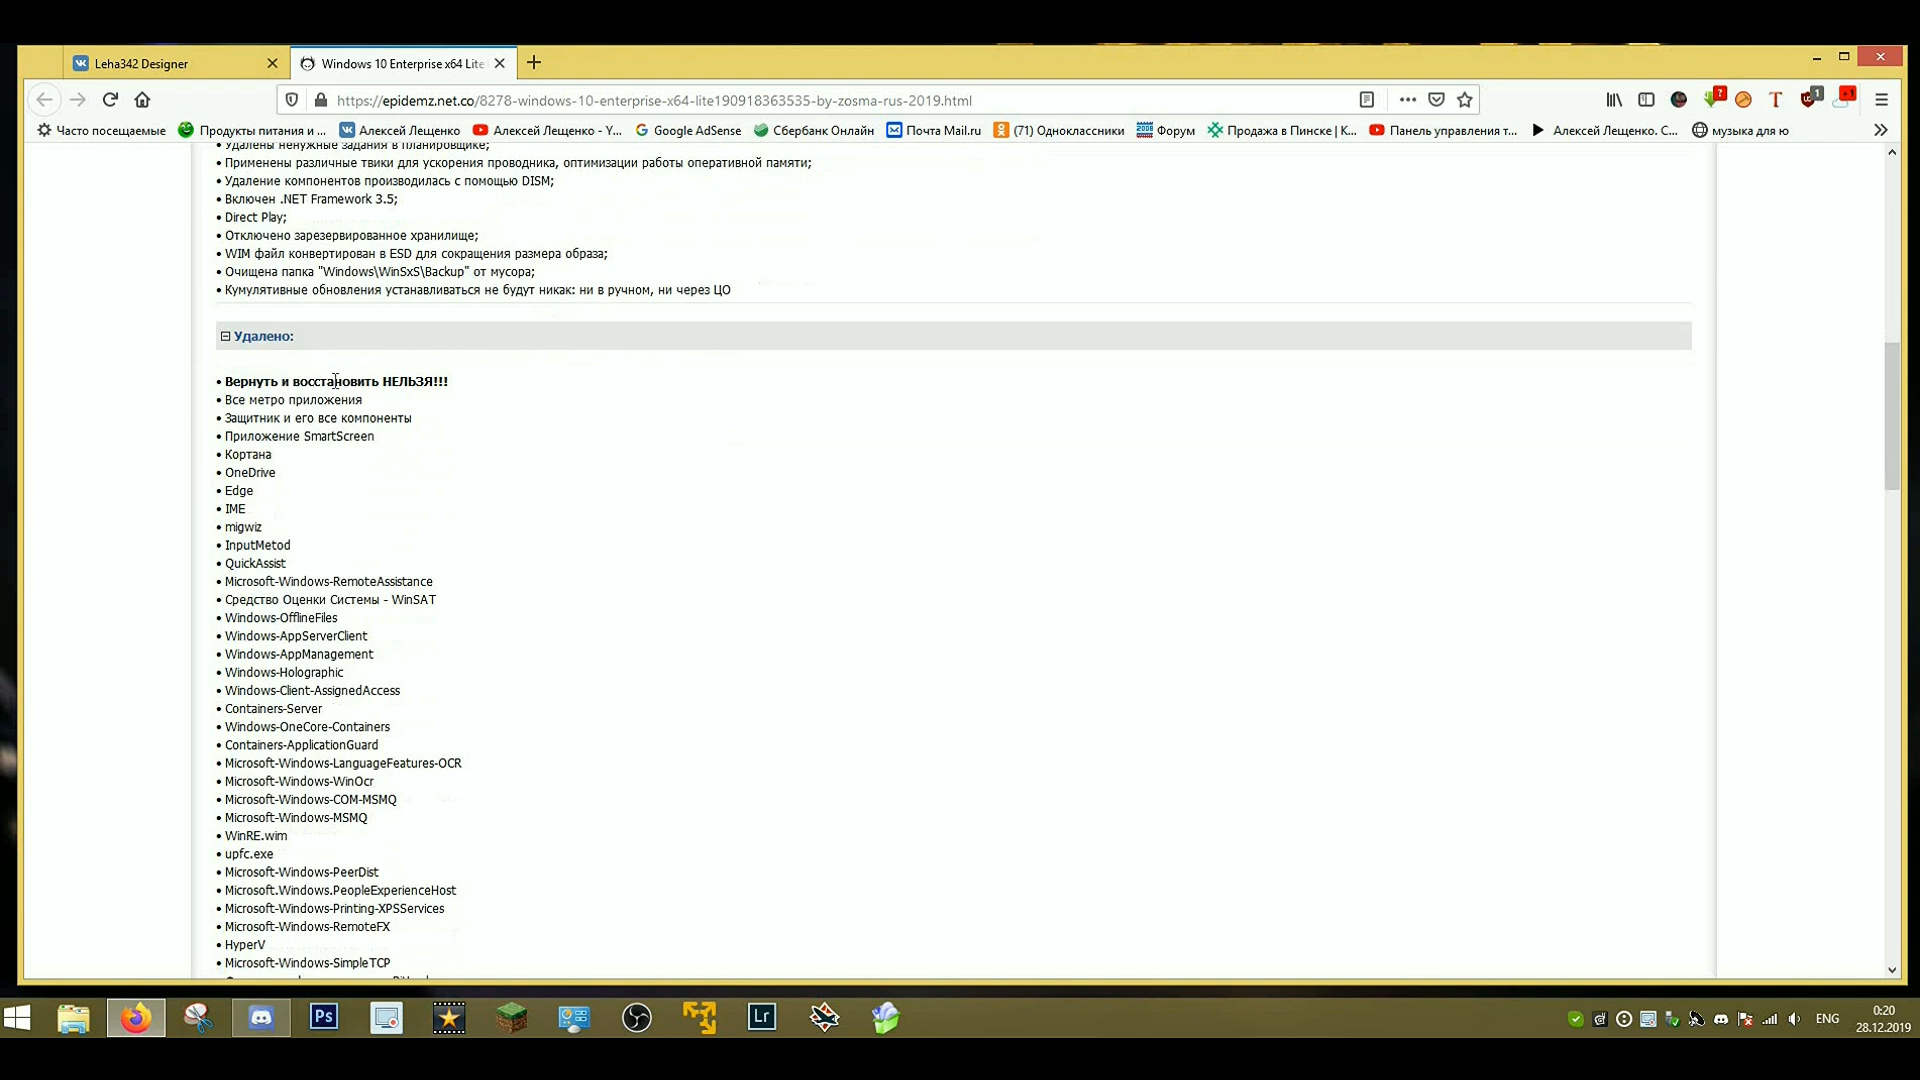 Leha342 Designer
Windows 10 Enterprise x64 Lite
https://epidemz.net.co/8278-windows-10-enterprise-x64-lite190918363535-by-zosma-rus-2019.html
Часто посещаемые
Продукты питания и ...
Алексей Лещенко
Алексей Лещенко - Y...
Google AdSense
Сбербанк Онлайн
Почта Mail.ru
(71) Одноклассники
Форум
Продажа в Пинске | К...
Панель управления т...
Алексей Лещенко. С...
музыка для ю
• Удалены ненужные задания в планировщике;
• Применены различные твики для ускорения проводника, оптимизации работы оперативной памяти;
• Удаление компонентов производилась с помощью DISM;
• Включен .NET Framework 3.5;
• Direct Play;
• Отключено зарезервированное хранилище;
• WIM файл конвертирован в ESD для сокращения размера образа;
• Очищена папка "Windows\WinSxS\Backup" от мусора;
• Кумулятивные обновления устанавливаться не будут никак: ни в ручном, ни через ЦО
Удалено:
• Вернуть и восстановить НЕЛЬЗЯ!!!
• Все метро приложения
• Защитник и его все компоненты
• Приложение SmartScreen
• Кортана
• OneDrive
• Edge
• IME
• migwiz
• InputMetod
• QuickAssist
• Microsoft-Windows-RemoteAssistance
• Средство Оценки Системы - WinSAT
• Windows-OfflineFiles
• Windows-AppServerClient
• Windows-AppManagement
• Windows-Holographic
• Windows-Client-AssignedAccess
• Containers-Server
• Windows-OneCore-Containers
• Containers-ApplicationGuard
• Microsoft-Windows-LanguageFeatures-OCR
• Microsoft-Windows-WinOcr
• Microsoft-Windows-COM-MSMQ
• Microsoft-Windows-MSMQ
• WinRE.wim
• upfc.exe
• Microsoft-Windows-PeerDist
• Microsoft.Windows.PeopleExperienceHost
• Microsoft-Windows-Printing-XPSServices
• Microsoft-Windows-RemoteFX
• HyperV
• Microsoft-Windows-SimpleTCP
Ps
Lr
ENG
0:20
28.12.2019